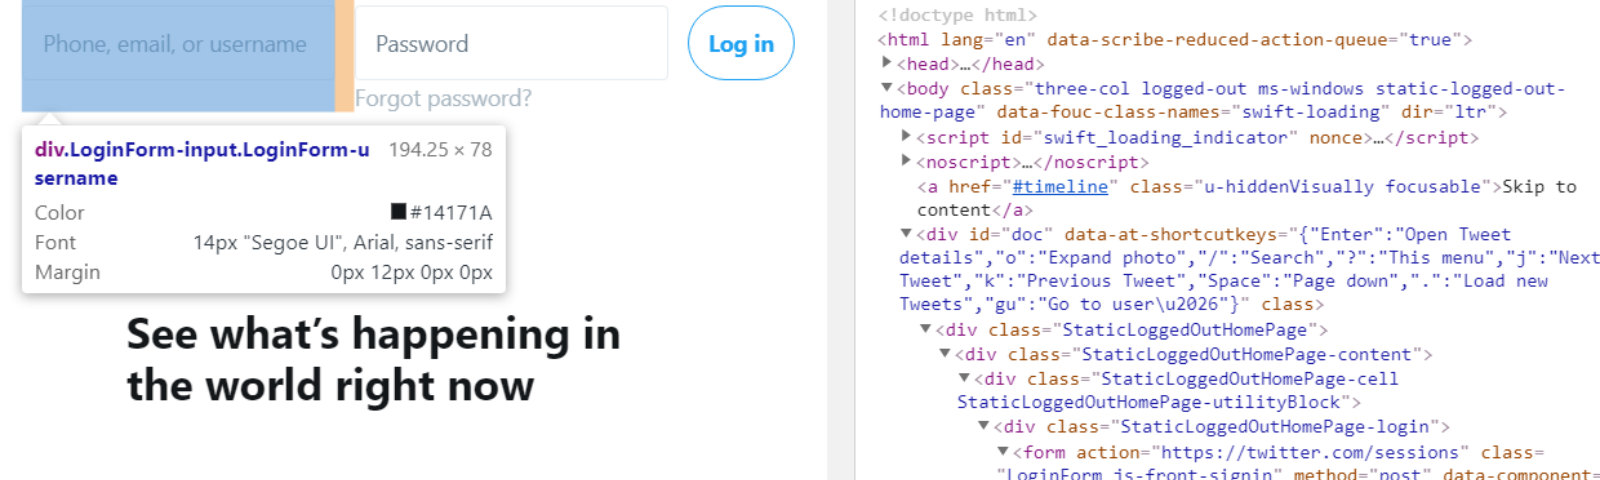 Phone, email, or username
Password
Log in
Forgot password?
div.LoginForm-input.LoginForm-u
sername
194.25 × 78
Color
#14171A
Font
14px "Segoe UI", Arial, sans-serif
Margin
0px 12px 0px 0px
See what’s happening in
the world right now
<!doctype html>
<html lang="en" data-scribe-reduced-action-queue="true">
<head>…</head>
<body class="three-col logged-out ms-windows static-logged-out-
home-page" data-fouc-class-names="swift-loading" dir="ltr">
<script id="swift_loading_indicator" nonce>…</script>
<noscript>…</noscript>
<a href="#timeline" class="u-hiddenVisually focusable">Skip to
content</a>
<div id="doc" data-at-shortcutkeys="{"Enter":"Open Tweet
details","o":"Expand photo","/":"Search","?":"This menu","j":"Next
Tweet","k":"Previous Tweet","Space":"Page down",".":"Load new
Tweets","gu":"Go to user\u2026"}" class>
<div class="StaticLoggedOutHomePage">
<div class="StaticLoggedOutHomePage-content">
<div class="StaticLoggedOutHomePage-cell
StaticLoggedOutHomePage-utilityBlock">
<div class="StaticLoggedOutHomePage-login">
<form action="https://twitter.com/sessions" class=
"LoginForm js-front-signin" method="post" data-component=